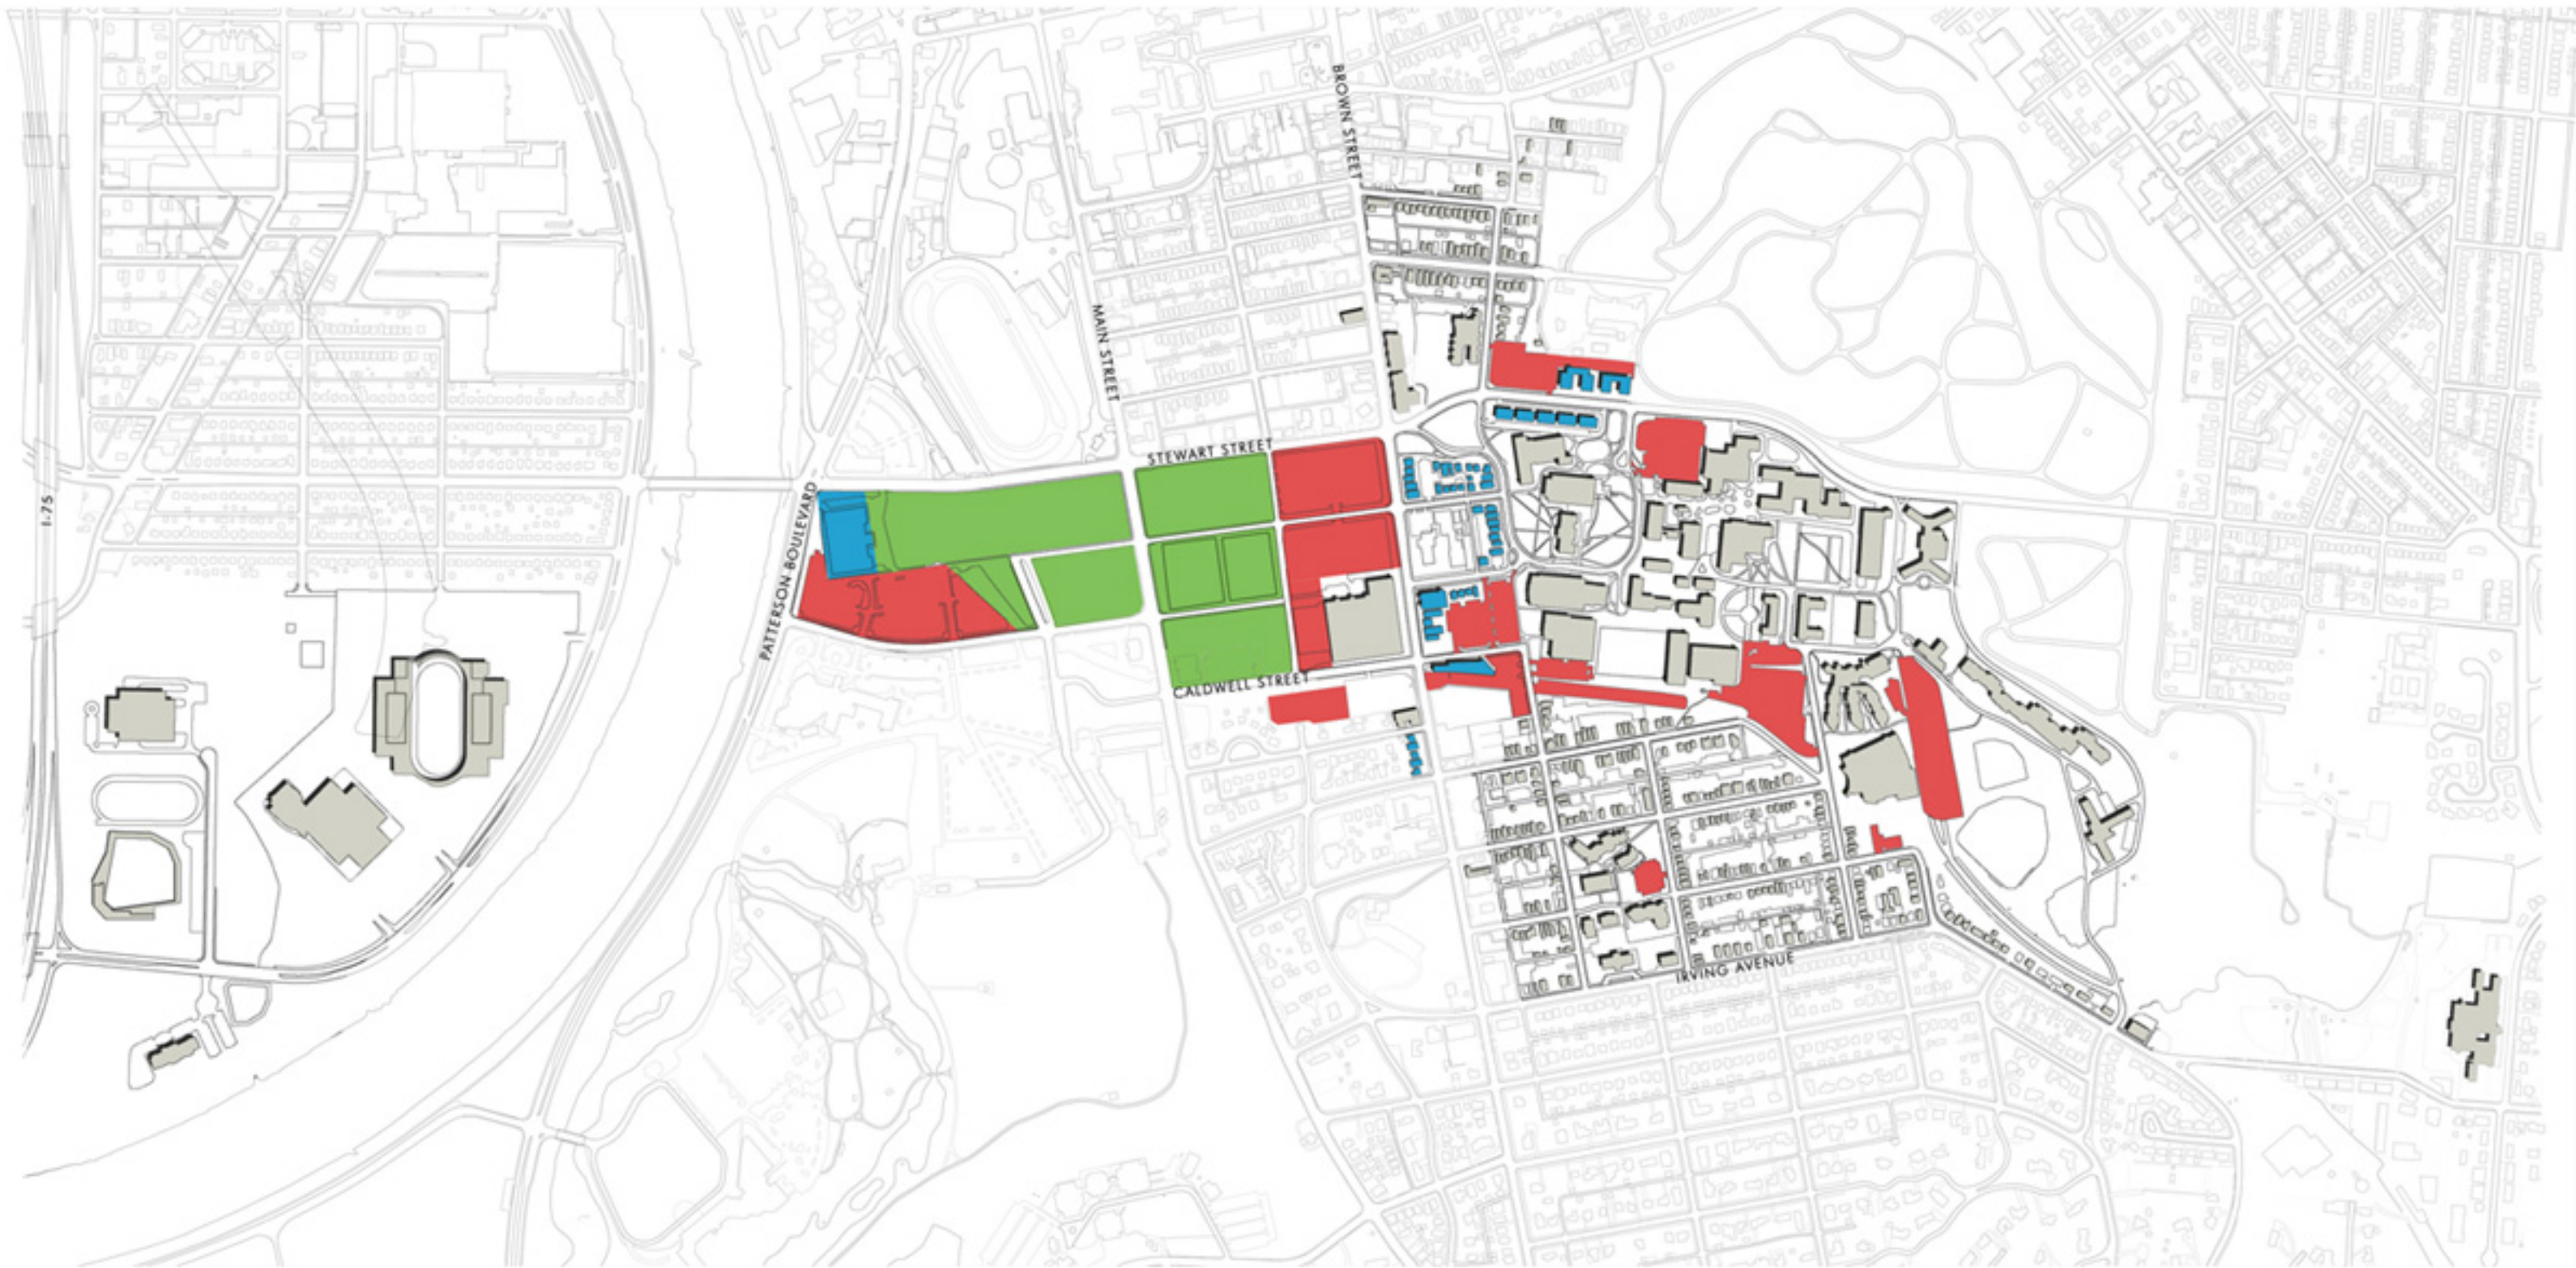 BROWN STREET
MAIN STREET
STEWART STREET
I-75
PATTERSON BOULEVARD
CALDWELL STREET
IRVING AVENUE